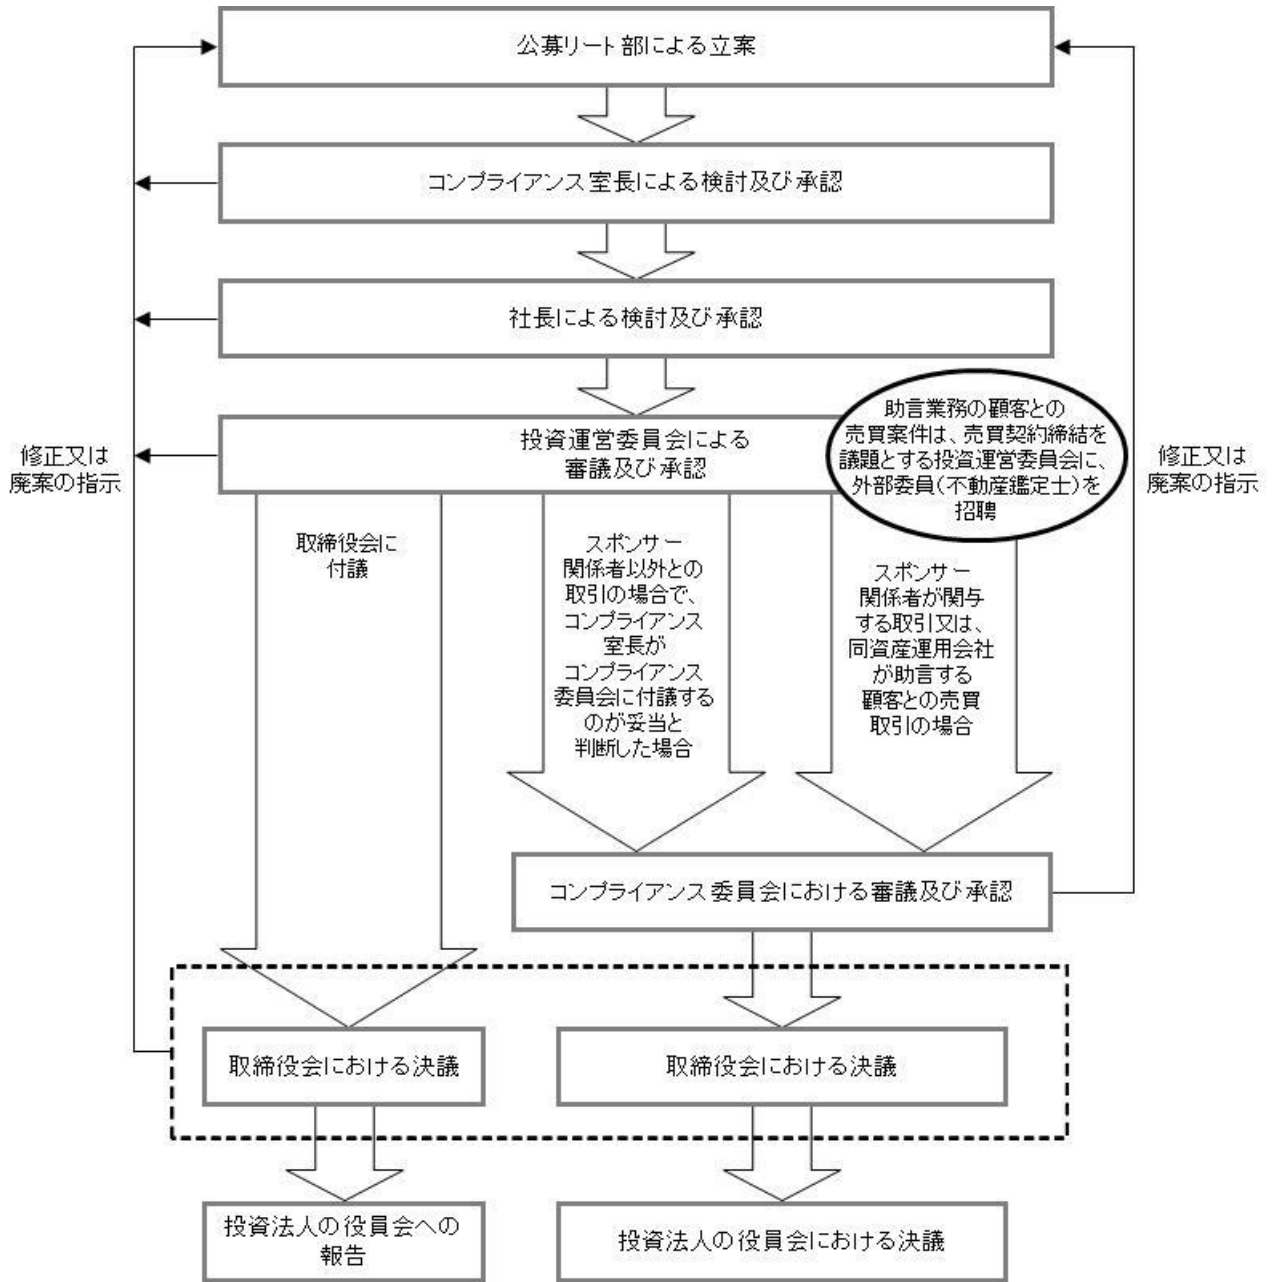 公募リート部による立案
コンプライアンス室長による検討及び承認
社長による検討及び承認
投資運営委員会による
審議及び承認
助言業務の顧客との
売買案件は、売買契約締結を
議題とする投資運営委員会に、
外部委員(不動産鑑定士)を
招聘
修正又は
廃案の指示
修正又は
廃案の指示
取締役会に
付議
スポンサー
関係者以外との
取引の場合で、
コンプライアンス
室長が
コンプライアンス
委員会に付議する
のが妥当と
判断した場合
スポンサー
関係者が関与
する取引又は、
同資産運用会社
が助言する
顧客との売買
取引の場合
コンプライアンス委員会における審議及び承認
取締役会における決議
取締役会における決議
投資法人の役員会への
報告
投資法人の役員会における決議